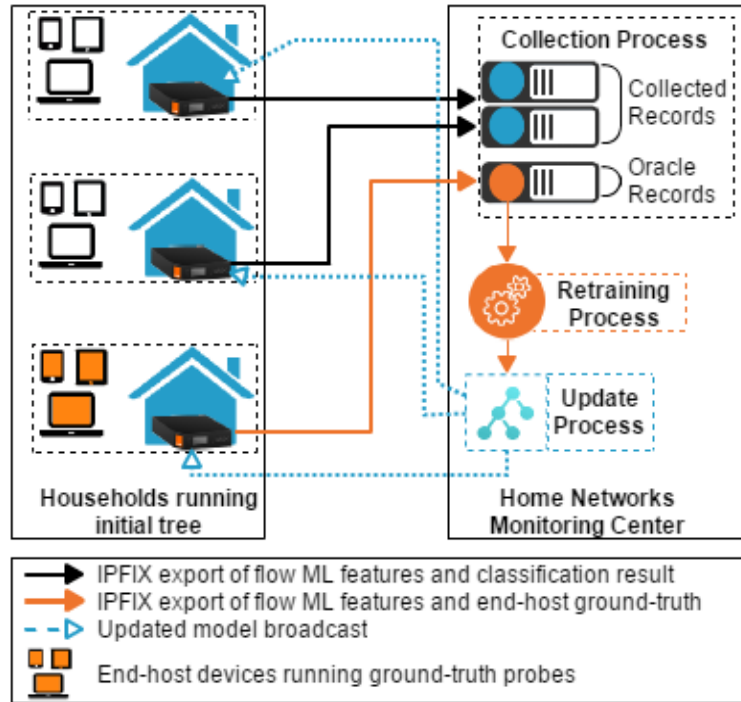 Collection Process
Collected
Records
Oracle
Records
Retraining
Process
Update
Process
Households running
initial tree
Home Networks
Monitoring Center
IPFIX export of flow ML features and classification result
IPFIX export of flow ML features and end-host ground-truth
Updated model broadcast
End-host devices running ground-truth probes